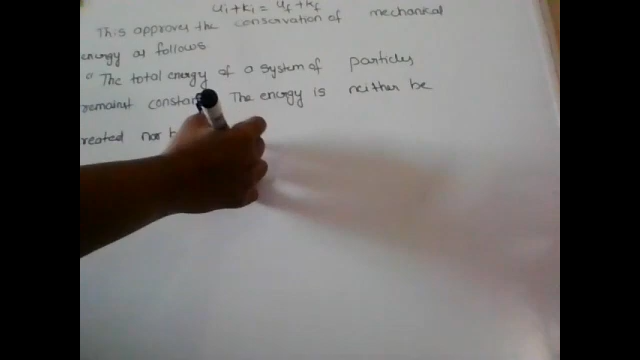 Ui + Ki = Uf + Kf
This approves the conservation of mechanical
energy as follows
" The total energy of a system of particles
remains constant The energy is neither be
reated nor b